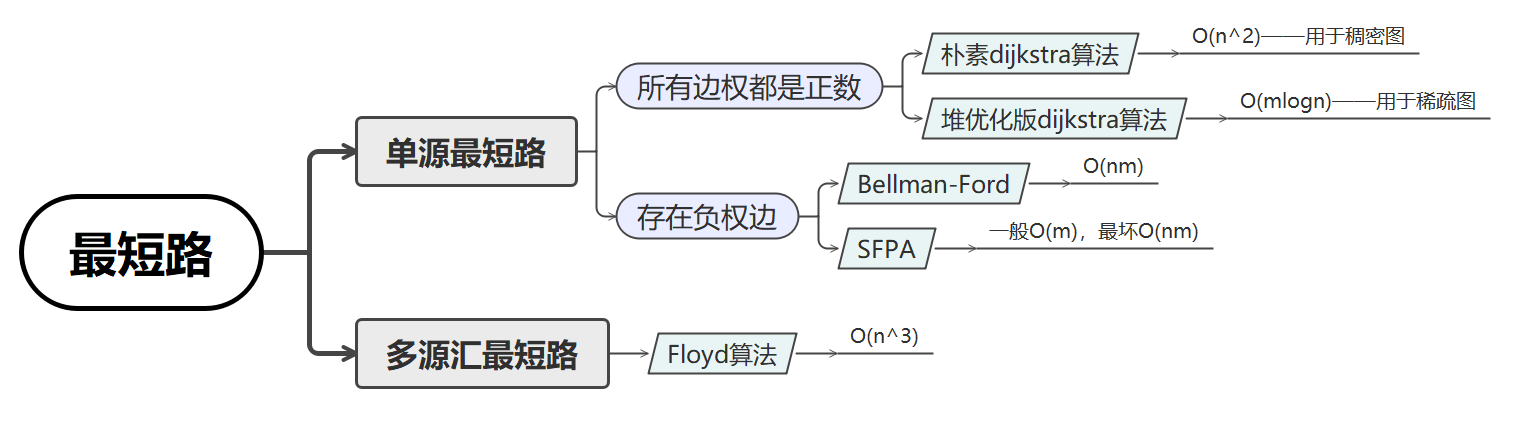 最短路
单源最短路
所有边权都是正数
朴素dijkstra算法
O(n^2)——用于稠密图
堆优化版dijkstra算法
O(mlogn)——用于稀疏图
存在负权边
Bellman-Ford
O(nm)
SFPA
一般O(m)，最坏O(nm)
多源汇最短路
Floyd算法
O(n^3)